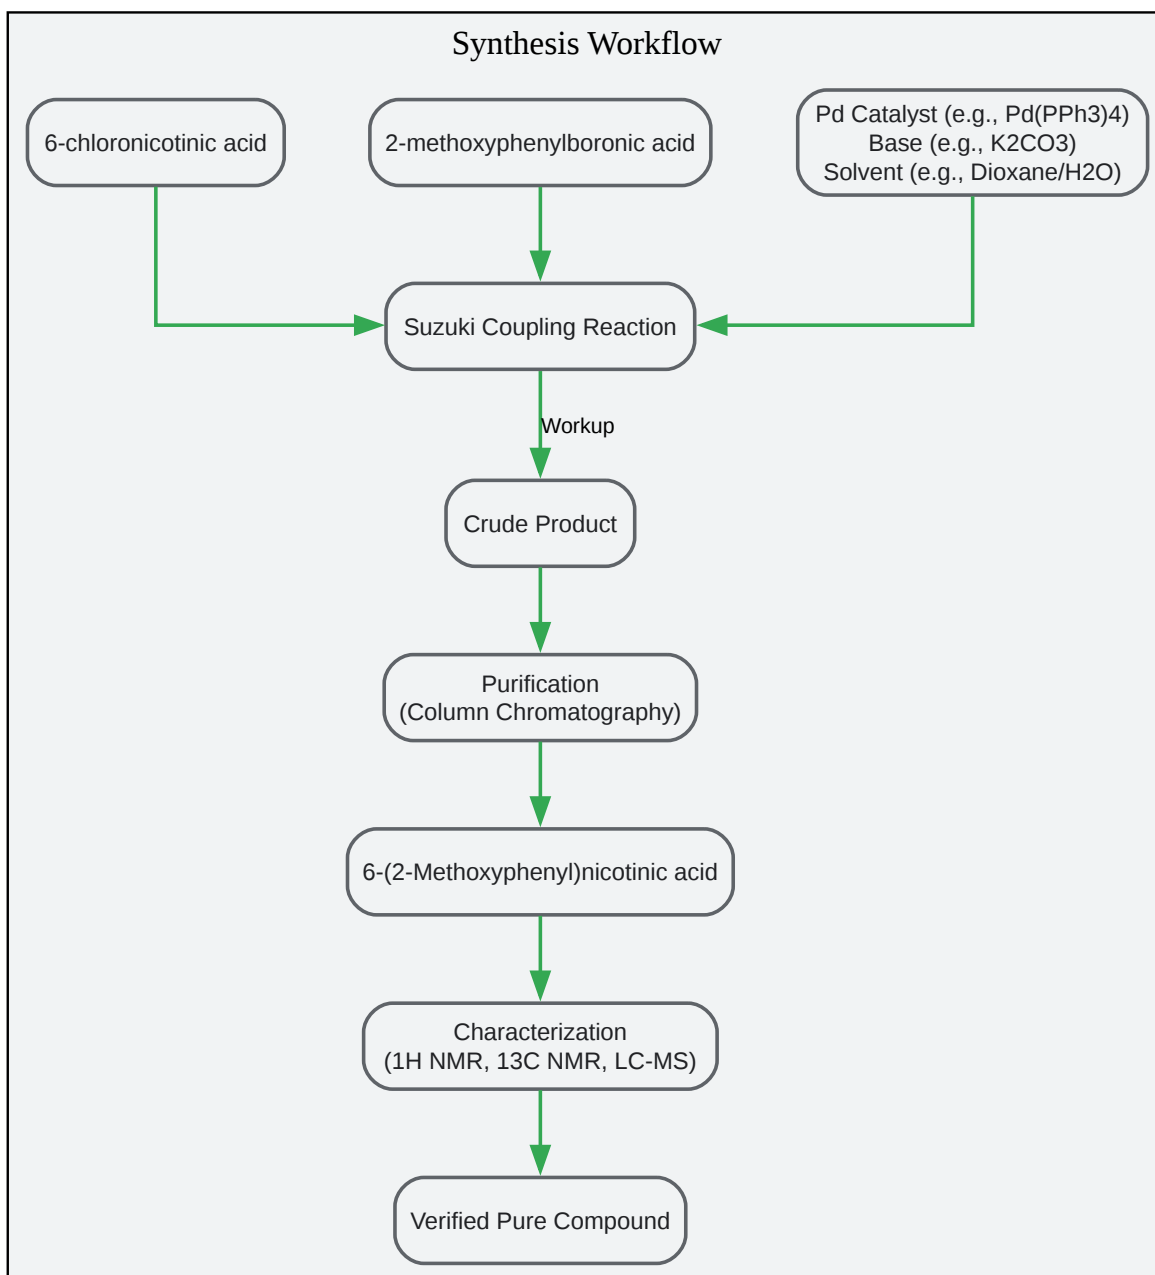 Synthesis Workflow
6-chloronicotinic acid
2-methoxyphenylboronic acid
Pd Catalyst (e.g., Pd(PPh3)4)
Base (e.g., K2CO3)
Solvent (e.g., Dioxane/H2O)
Suzuki Coupling Reaction
Workup
Crude Product
Purification
(Column Chromatography)
6-(2-Methoxyphenyl)nicotinic acid
Characterization
(1H NMR, 13C NMR, LC-MS)
Verified Pure Compound